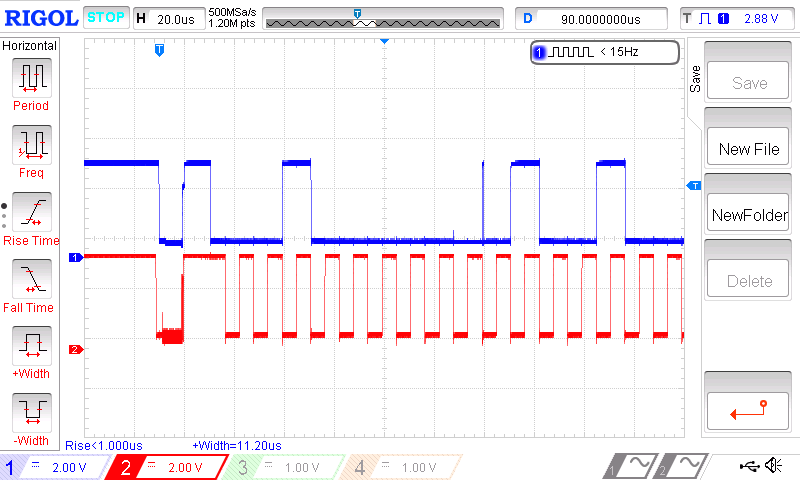 RIGOL STOP H 20.0us 500MSa/s 1.20M pts D 90.0000000us T 1 2.88 V
T
Horizontal
1 < 15Hz
Period
Freq
Rise Time
Fall Time
+Width
-Width
T
1
2
Save
Save
New File
NewFolder
Delete
Rise<1.000us +Width=11.20us
1 2.00 V 2 2.00 V 3 1.00 V 4 1.00 V 1 2